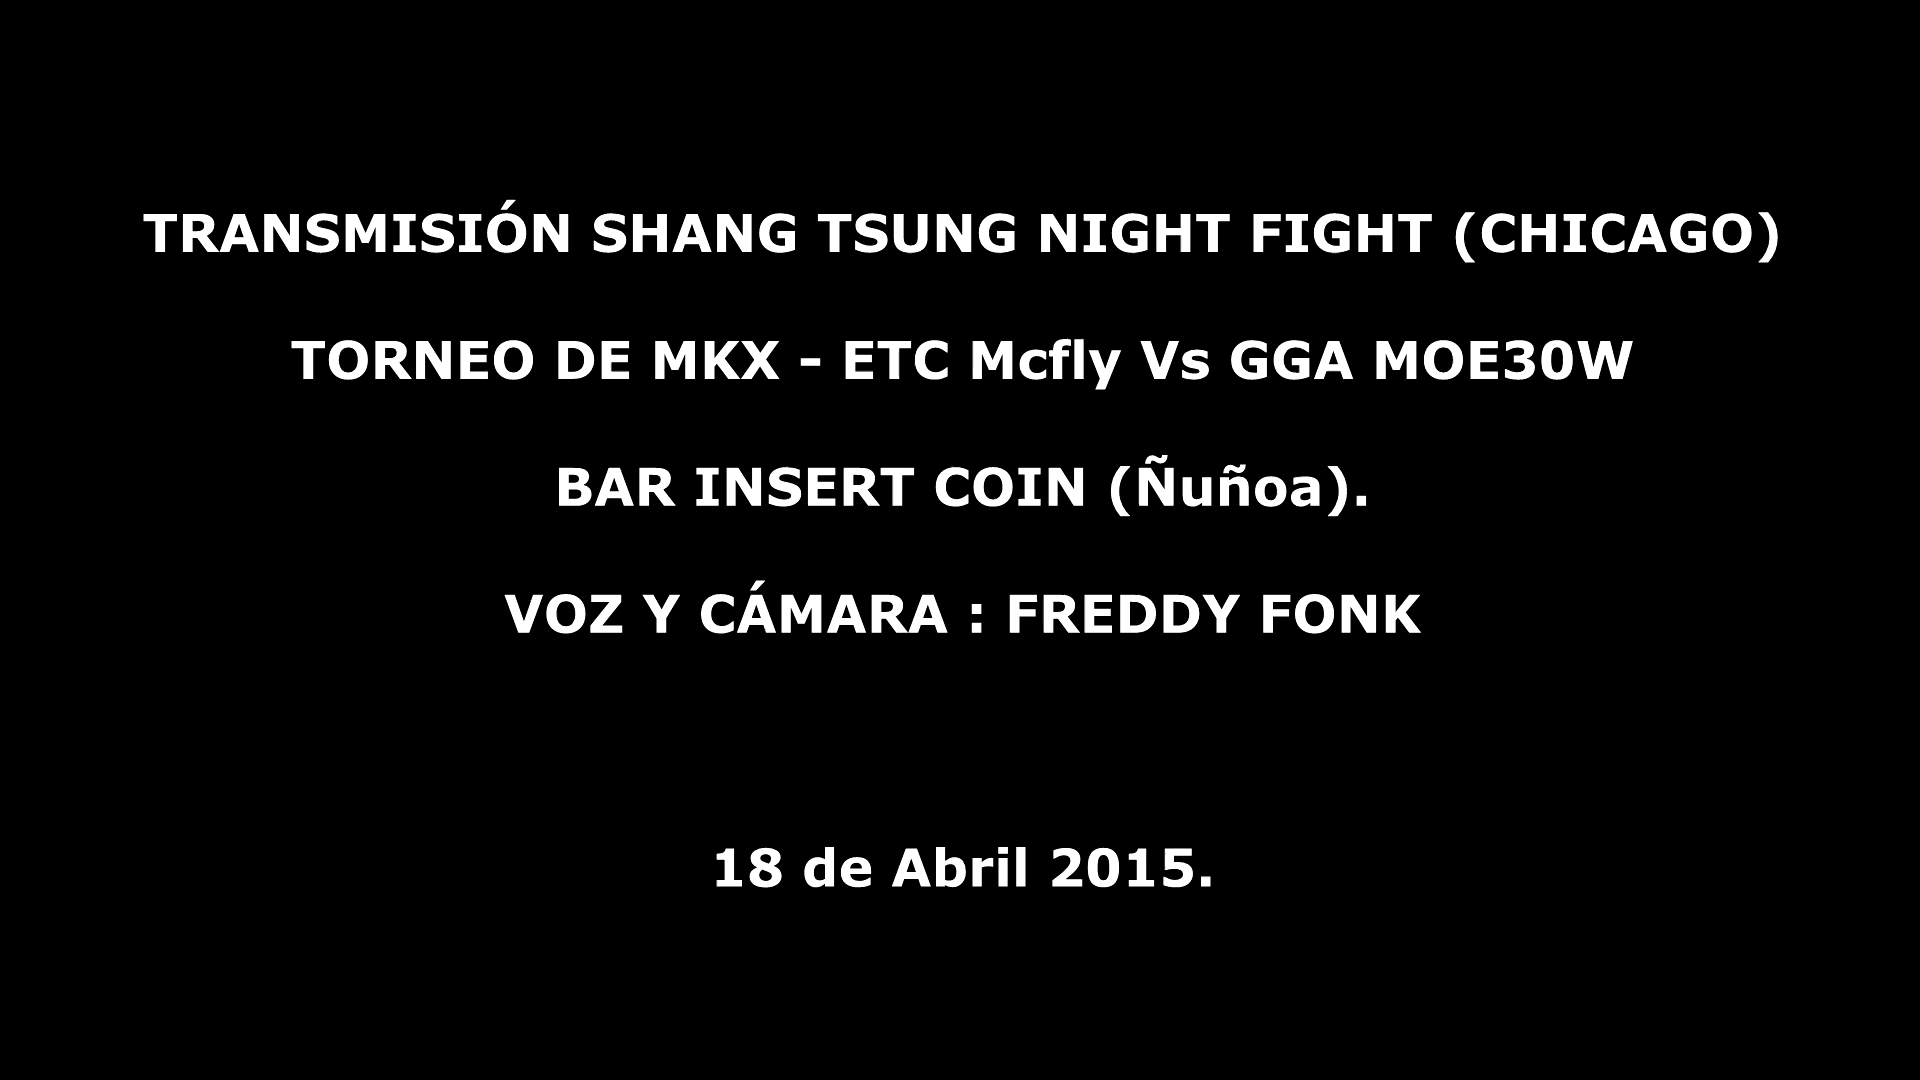 TRANSMISIÓN SHANG TSUNG NIGHT FIGHT (CHICAGO)
TORNEO DE MKX – ETC Mcfly Vs GGA MOE30W
BAR INSERT COIN (Ñuñoa).
VOZ Y CÁMARA : FREDDY FONK
18 de Abril 2015.